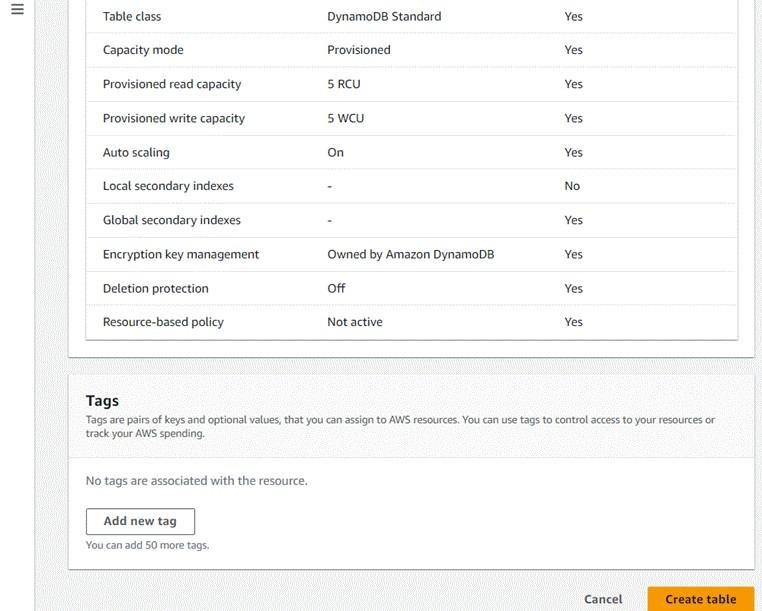 Table class DynamoDB Standard Yes
Capacity mode Provisioned Yes
Provisioned read capacity 5 RCU Yes
Provisioned write capacity 5 WCU Yes
Auto scaling On Yes
Local secondary indexes - No
Global secondary indexes - Yes
Encryption key management Owned by Amazon DynamoDB Yes
Deletion protection Off Yes
Resource-based policy Not active Yes
Tags
Tags are pairs of keys and optional values, that you can assign to AWS resources. You can use tags to control access to your resources or
track your AWS spending.
No tags are associated with the resource.
Add new tag
You can add 50 more tags.
Cancel Create table